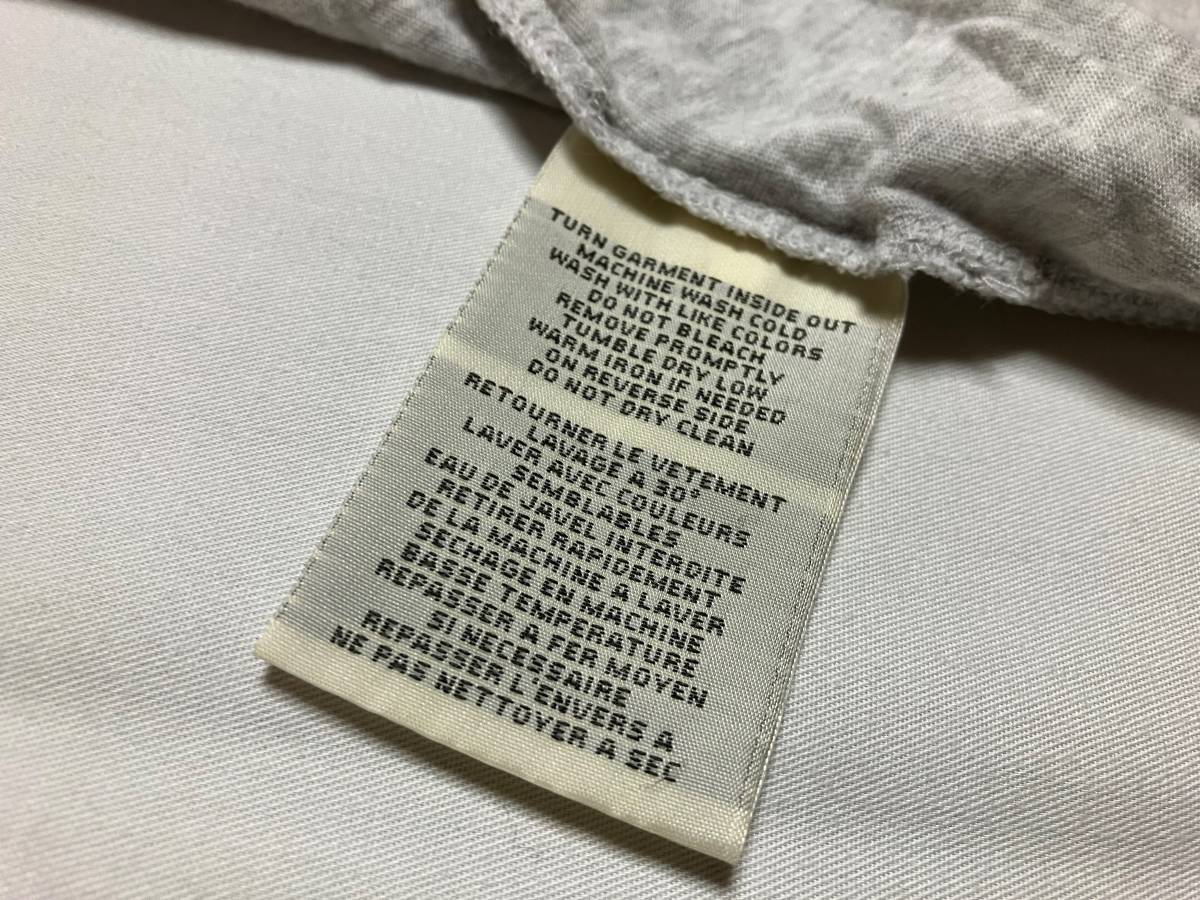 TURN GARMENT INSIDE OUT
MACHINE WASH COLD
WASH WITH LIKE COLORS
DO NOT BLEACH
REMOVE PROMPTLY
TUMBLE DRY LOW
WARM IRON IF NEEDED
ON REVERSE SIDE
DO NOT DRY CLEAN
RETOURNER LE VETEMENT
LAVAGE A 30°
LAVER AVEC COULEURS
SEMBLABLES
EAU DE JAVEL INTERDITE
RETIRER RAPIDEMENT
DE LA MACHINE A LAVER
SECHAGE EN MACHINE
BASSE TEMPERATURE
REPASSER A FER MOYEN
SI NECESSAIRE
REPASSER L'ENVERS A
NE PAS NETTOYER A SEC